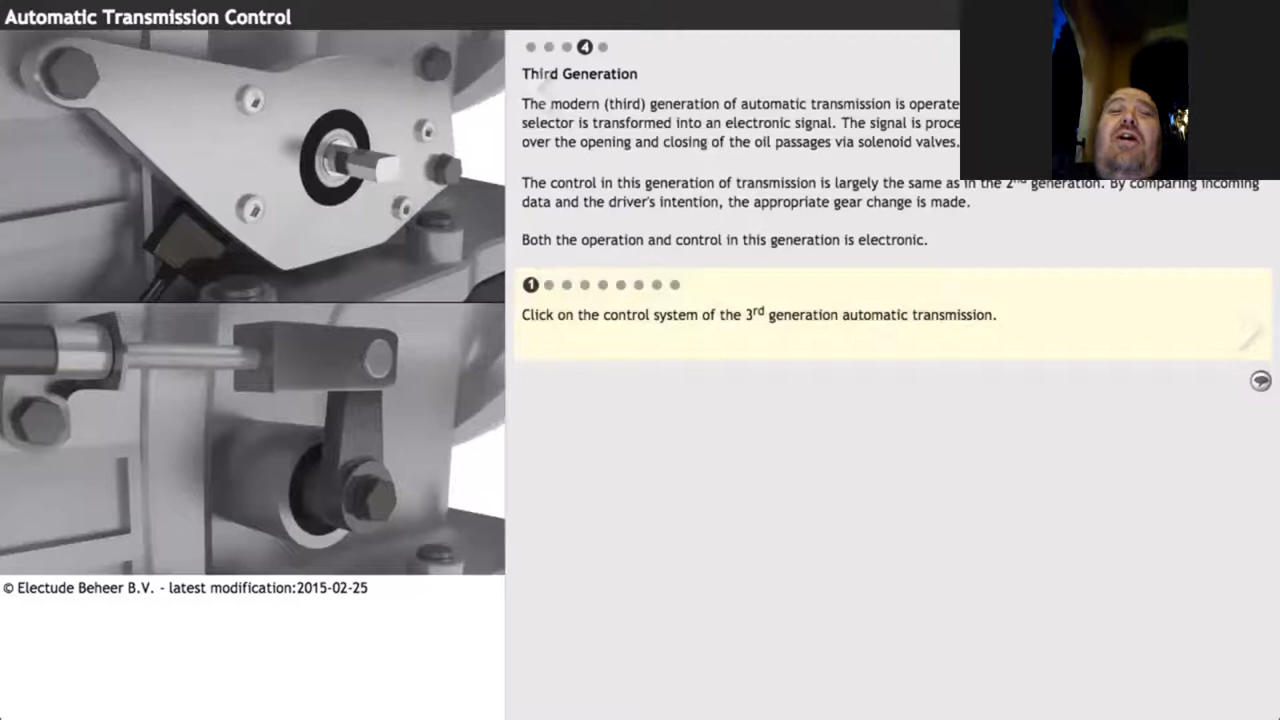 Automatic Transmission Control
4
Third Generation
The modern (third) generation of automatic transmission is operate
selector is transformed into an electronic signal. The signal is proce
over the opening and closing of the oil passages via solenoid valves.
The control in this generation of transmission is largely the same as in the 2nd generation. By comparing incoming
data and the driver's intention, the appropriate gear change is made.
Both the operation and control in this generation is electronic.
1
Click on the control system of the 3rd generation automatic transmission.
© Electude Beheer B.V. - latest modification:2015-02-25